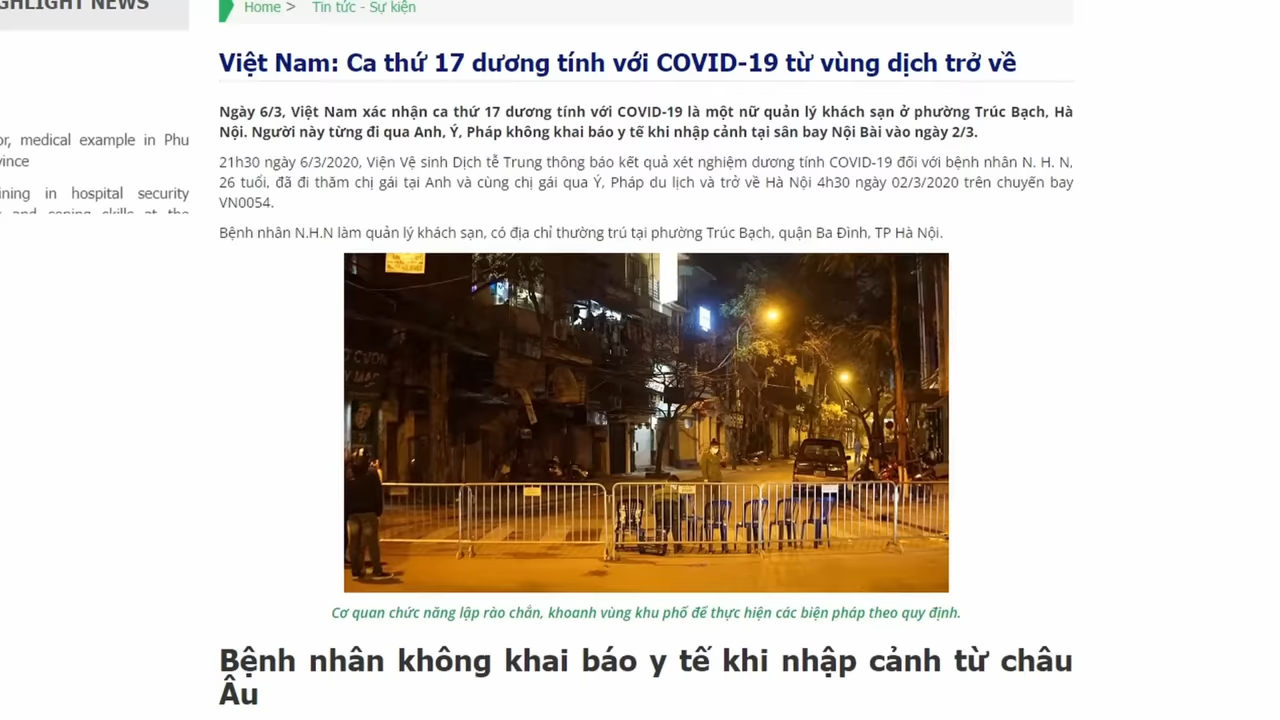 GHLIGHT NEWS
Home > Tin tức - Sự kiện
Việt Nam: Ca thứ 17 dương tính với COVID-19 từ vùng dịch trở về
Ngày 6/3, Việt Nam xác nhận ca thứ 17 dương tính với COVID-19 là một nữ quản lý khách sạn ở phường Trúc Bạch, Hà
Nội. Người này từng đi qua Anh, Ý, Pháp không khai báo y tế khi nhập cảnh tại sân bay Nội Bài vào ngày 2/3.
or, medical example in Phu
vince
21h30 ngày 6/3/2020, Viện Vệ sinh Dịch tễ Trung thông báo kết quả xét nghiệm dương tính COVID-19 đối với bệnh nhân N. H. N,
26 tuổi, đã đi thăm chị gái tại Anh và cùng chị gái qua Ý, Pháp du lịch và trở về Hà Nội 4h30 ngày 02/3/2020 trên chuyến bay
VN0054.
ining in hospital security
and coping skills at the
Bệnh nhân N.H.N làm quản lý khách sạn, có địa chỉ thường trú tại phường Trúc Bạch, quận Ba Đình, TP Hà Nội.
Cơ quan chức năng lập rào chắn, khoanh vùng khu phố để thực hiện các biện pháp theo quy định.
Bệnh nhân không khai báo y tế khi nhập cảnh từ châu
Âu